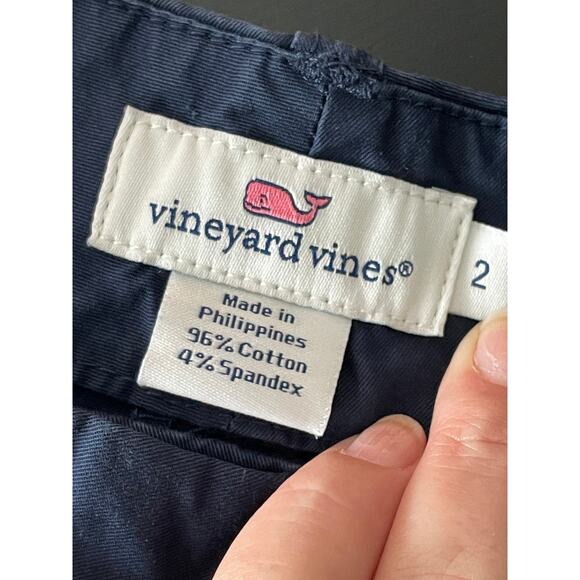 vineyard vines®
2
Made in
Philippines
96% Cotton
4% Spandex